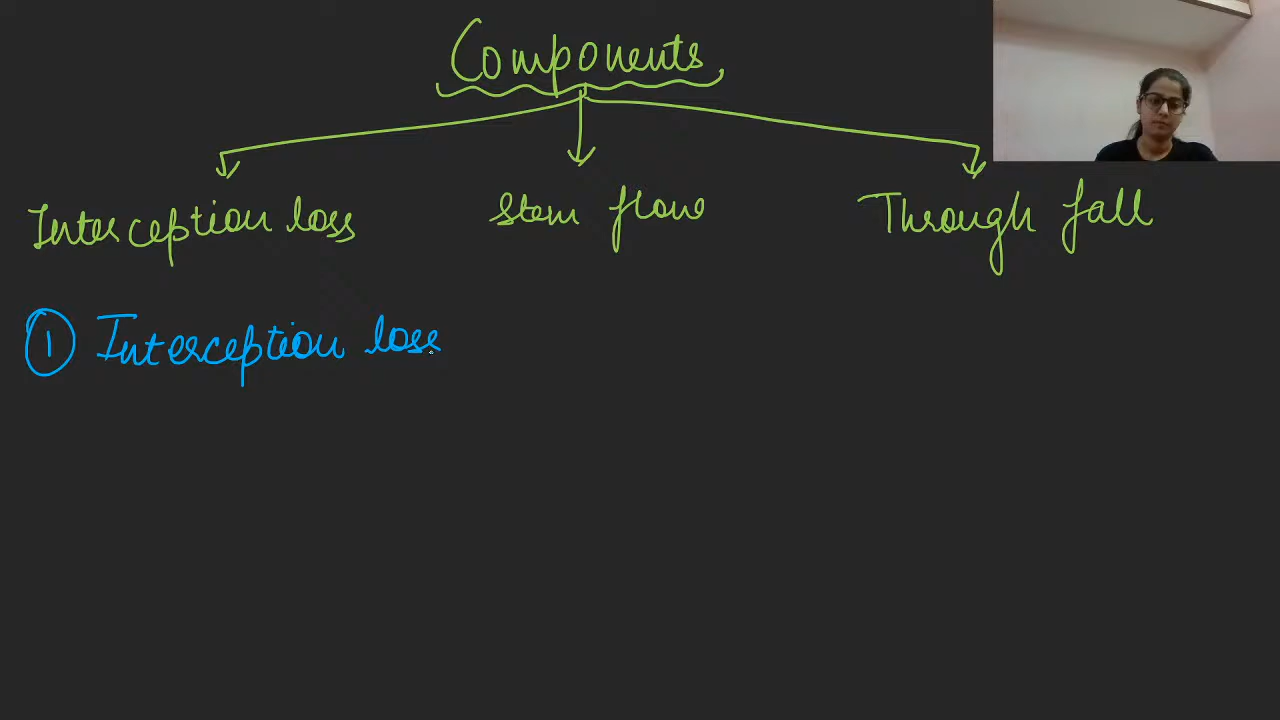 Components
Interception loss Stem flow Through fall
1 Interception loss